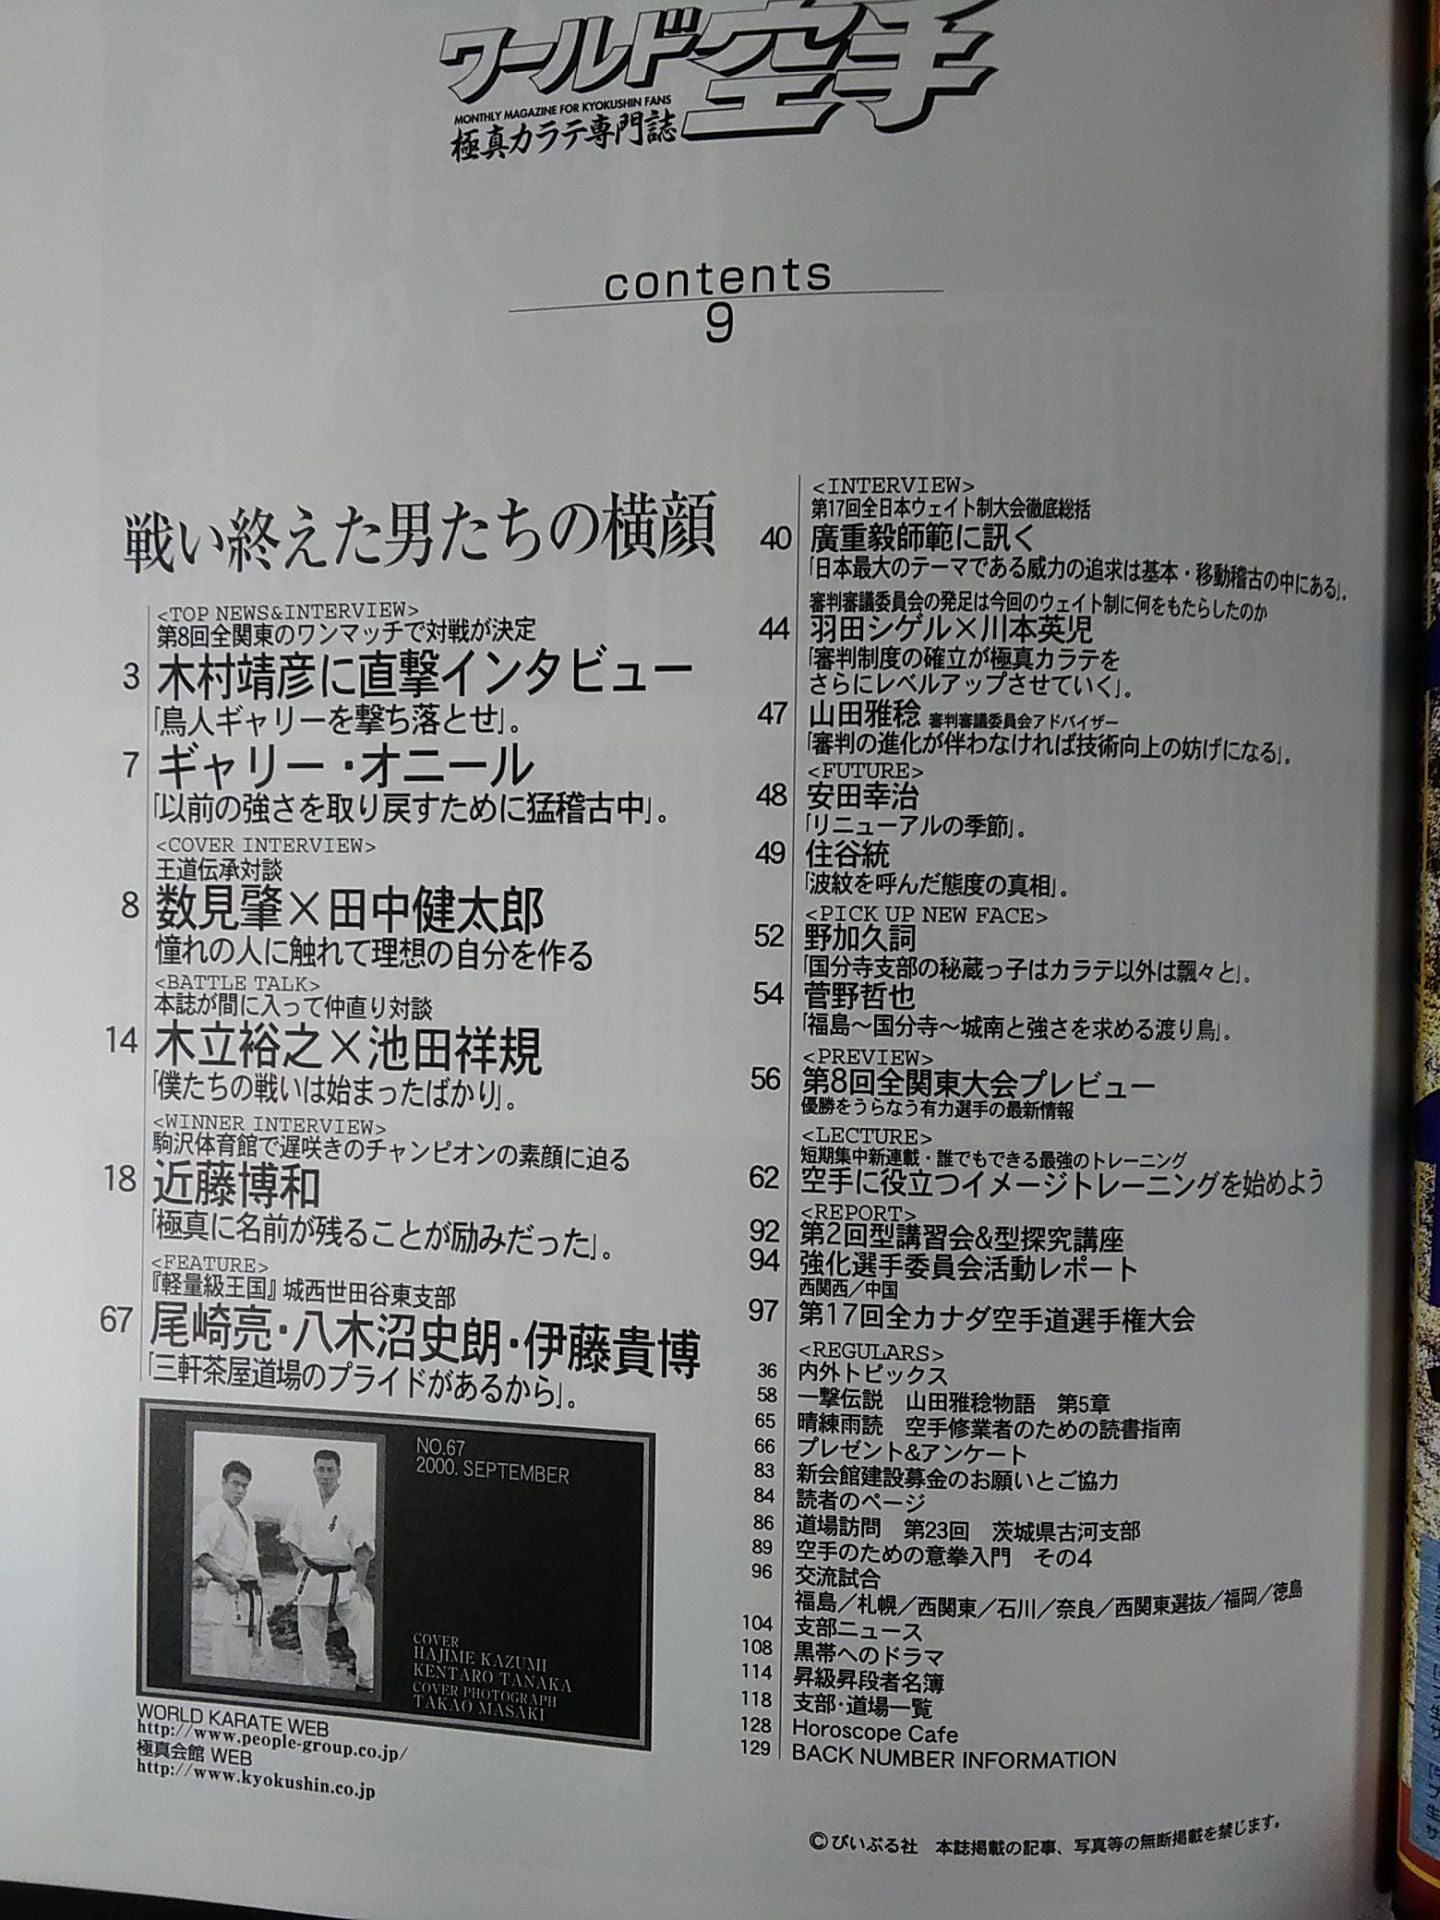 ワールド空手
MONTHLY MAGAZINE FOR KYOKUSHIN FANS
極真カラテ専門誌
contents
9
戦い終えた男たちの横顔
<TOP NEWS&INTERVIEW>
第8回全関東のワンマッチで対戦が決定
3 木村靖彦に直撃インタビュー
「鳥人ギャリーを撃ち落とせ」。
7 ギャリー・オニール
「以前の強さを取り戻すために猛稽古中」。
<COVER INTERVIEW>
王道伝承対談
8 数見肇×田中健太郎
憧れの人に触れて理想の自分を作る
<BATTLE TALK>
本誌が間に入って仲直り対談
14 木立裕之×池田祥規
「僕たちの戦いは始まったばかり」。
<WINNER INTERVIEW>
駒沢体育館で遅咲きのチャンピオンの素顔に迫る
18 近藤博和
「極真に名前が残ることが励みだった」。
<FEATURE>
『軽量級王国』城西世田谷東支部
67 尾崎亮・八木沼史朗・伊藤貴博
「三軒茶屋道場のプライドがあるから」。
NO.67
2000. SEPTEMBER
COVER
HAJIME KAZUMI
KENTARO TANAKA
COVER PHOTOGRAPH
TAKAO MASAKI
WORLD KARATE WEB
http://www.people-group.co.jp/
極真会館 WEB
http://www.kyokushin.co.jp
<INTERVIEW>
第17回全日本ウェイト制大会徹底総括
40 廣重毅師範に訊く
「日本最大のテーマである威力の追求は基本・移動稽古の中にある」。
審判審議委員会の発足は今回のウェイト制に何をもたらしたのか
44 羽田シゲル×川本英児
「審判制度の確立が極真カラテを
さらにレベルアップさせていく」。
47 山田雅稔 審判審議委員会アドバイザー
「審判の進化が伴わなければ技術向上の妨げになる」。
<FUTURE>
48 安田幸治
「リニューアルの季節」。
49 住谷統
「波紋を呼んだ態度の真相」。
<PICK UP NEW FACE>
52 野加久詞
「国分寺支部の秘蔵っ子はカラテ以外は飄々と」。
54 菅野哲也
「福島～国分寺～城南と強さを求める渡り鳥」。
<PREVIEW>
56 第8回全関東大会プレビュー
優勝をうらなう有力選手の最新情報
<LECTURE>
短期集中新連載・誰でもできる最強のトレーニング
62 空手に役立つイメージトレーニングを始めよう
<REPORT>
92 第2回型講習会&型探究講座
94 強化選手委員会活動レポート
西関西／中国
97 第17回全カナダ空手道選手権大会
<REGULARS>
36 内外トピックス
58 一撃伝説　山田雅稔物語　第5章
65 晴練雨読　空手修業者のための読書指南
66 プレゼント&アンケート
83 新会館建設募金のお願いとご協力
84 読者のページ
86 道場訪問　第23回　茨城県古河支部
89 空手のための意拳入門　その4
96 交流試合
福島／札幌／西関東／石川／奈良／西関東選抜／福岡／徳島
104 支部ニュース
108 黒帯へのドラマ
114 昇級昇段者名簿
118 支部・道場一覧
128 Horoscope Cafe
129 BACK NUMBER INFORMATION
©ぴいぷる社　本誌掲載の記事、写真等の無断掲載を禁じます。